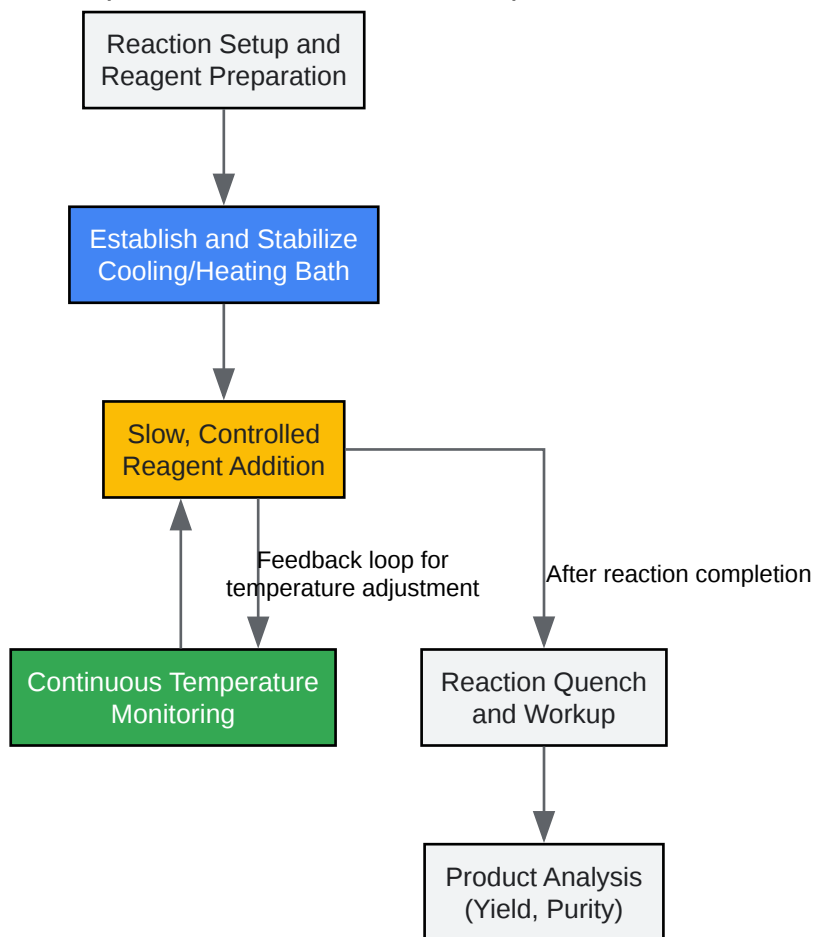 Reaction Setup and
Reagent Preparation
Establish and Stabilize
Cooling/Heating Bath
Slow, Controlled
Reagent Addition
Feedback loop for
temperature adjustment
After reaction completion
Continuous Temperature
Monitoring
Reaction Quench
and Workup
Product Analysis
(Yield, Purity)